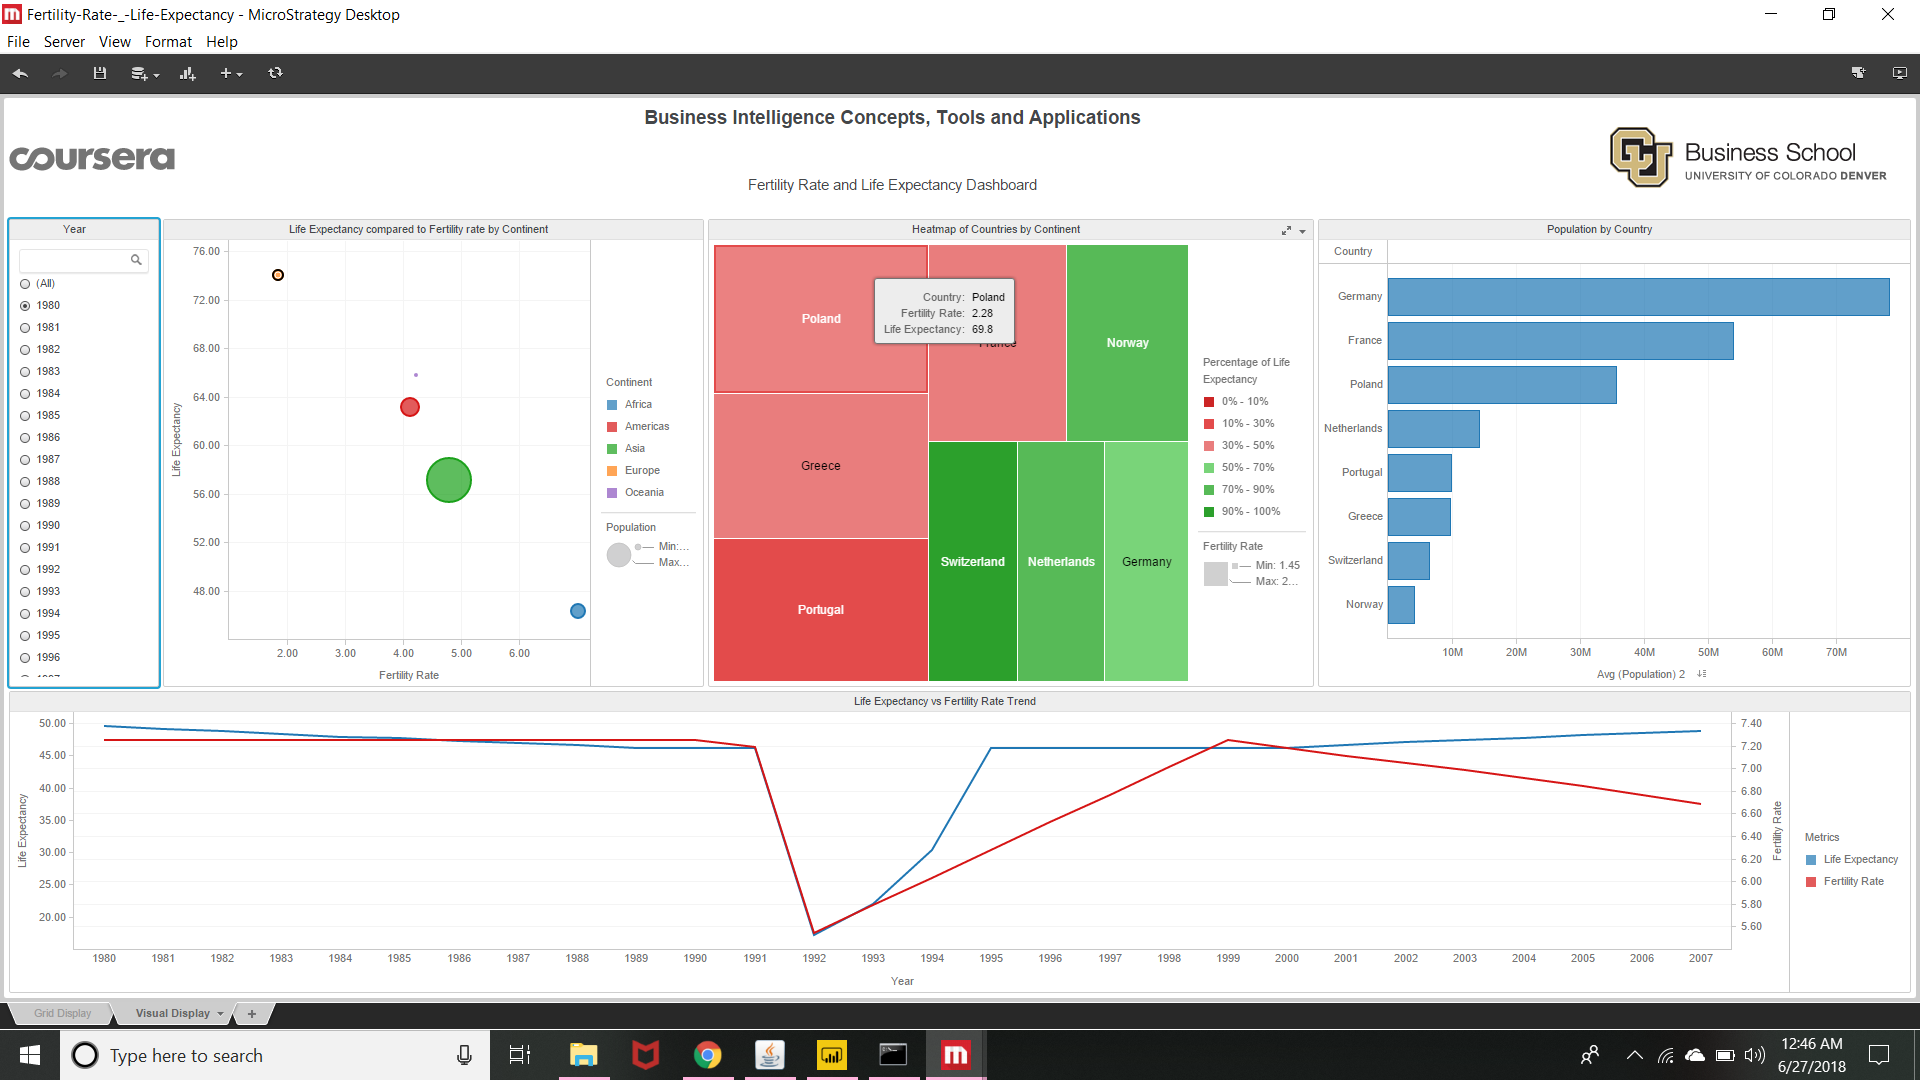 Fertility-Rate-_-Life-Expectancy - MicroStrategy Desktop
File Server View Format Help
Business Intelligence Concepts, Tools and Applications
coursera
Business School
UNIVERSITY OF COLORADO DENVER
Fertility Rate and Life Expectancy Dashboard
Year
(All)
1980
1981
1982
1983
1984
1985
1986
1987
1988
1989
1990
1991
1992
1993
1994
1995
1996
Life Expectancy compared to Fertility rate by Continent
Life Expectancy
76.00
72.00
68.00
64.00
60.00
56.00
52.00
48.00
2.00 3.00 4.00 5.00 6.00
Fertility Rate
Continent
Africa
Americas
Asia
Europe
Oceania
Population
Min:...
Max...
Heatmap of Countries by Continent
Poland
Country: Poland
Fertility Rate: 2.28
Life Expectancy: 69.8
France
Norway
Greece
Portugal
Switzerland
Netherlands
Germany
Percentage of Life
Expectancy
0% - 10%
10% - 30%
30% - 50%
50% - 70%
70% - 90%
90% - 100%
Fertility Rate
Min: 1.45
Max: 2...
Population by Country
Country
Germany
France
Poland
Netherlands
Portugal
Greece
Switzerland
Norway
10M 20M 30M 40M 50M 60M 70M
Avg (Population) 2
Life Expectancy vs Fertility Rate Trend
Life Expectancy
50.00
45.00
40.00
35.00
30.00
25.00
20.00
1980 1981 1982 1983 1984 1985 1986 1987 1988 1989 1990 1991 1992 1993 1994 1995 1996 1997 1998 1999 2000 2001 2002 2003 2004 2005 2006 2007
Year
7.40
7.20
7.00
6.80
6.60
6.40
6.20
6.00
5.80
5.60
Fertility Rate
Metrics
Life Expectancy
Fertility Rate
Grid Display
Visual Display
Type here to search
12:46 AM
6/27/2018